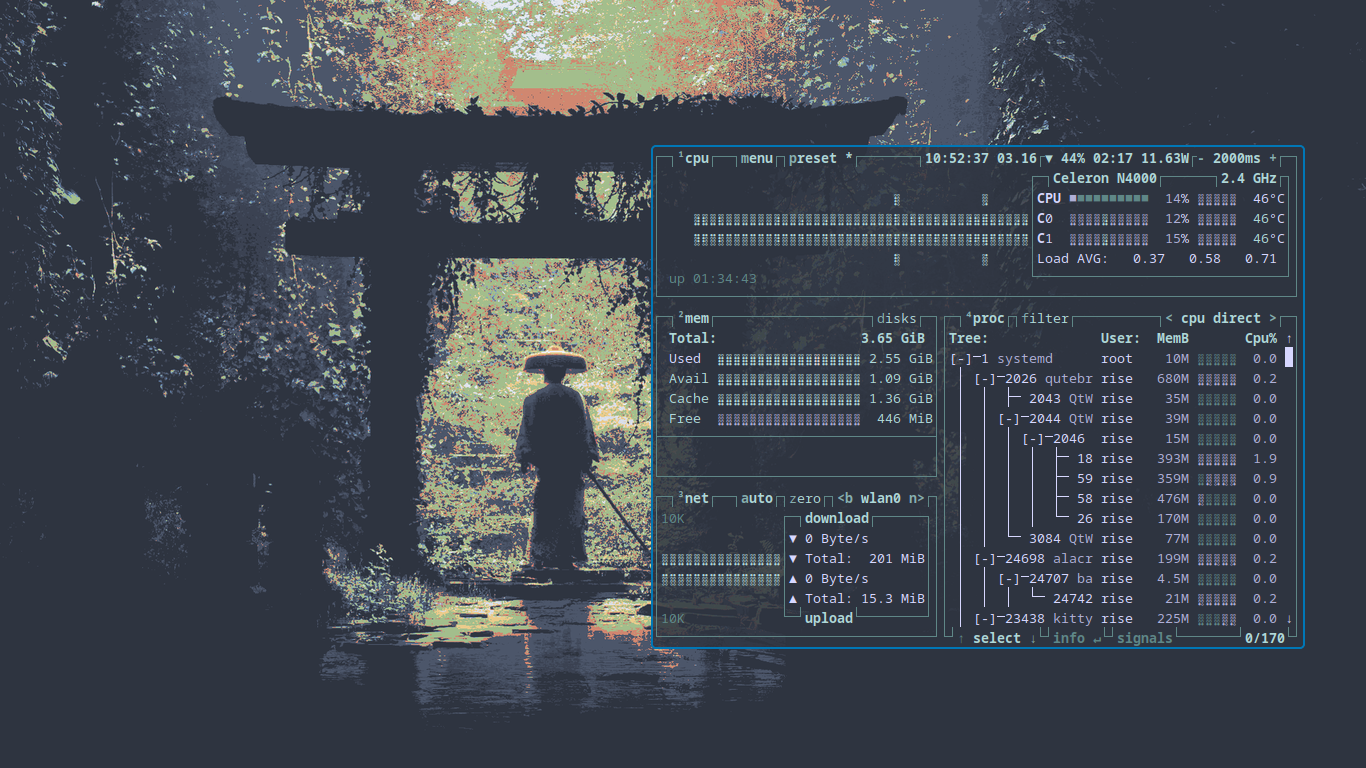 ¹cpu menu preset * 10:52:37 03.16 ▼ 44% 02:17 11.63W - 2000ms +
Celeron N4000 2.4 GHz
CPU 14% 46°C
C0 12% 46°C
C1 15% 46°C
Load AVG: 0.37 0.58 0.71
up 01:34:43
²mem disks
Total: 3.65 GiB
Used 2.55 GiB
Avail 1.09 GiB
Cache 1.36 GiB
Free 446 MiB
³net auto zero <b wlan0 n>
10K
download
▼ 0 Byte/s
▼ Total: 201 MiB
▲ 0 Byte/s
▲ Total: 15.3 MiB
10K
upload
⁴proc filter < cpu direct >
Tree: User: MemB Cpu% ↑
[-]─1 systemd root 10M 0.0
[-]─2026 qutebr rise 680M 0.2
2043 QtW rise 35M 0.0
[-]─2044 QtW rise 39M 0.0
[-]─2046 rise 15M 0.0
18 rise 393M 1.9
59 rise 359M 0.9
58 rise 476M 0.0
26 rise 170M 0.0
3084 QtW rise 77M 0.0
[-]─24698 alacr rise 199M 0.2
[-]─24707 ba rise 4.5M 0.0
24742 rise 21M 0.2
[-]─23438 kitty rise 225M 0.0 ↓
↑ select ↓ info ↵ signals 0/170